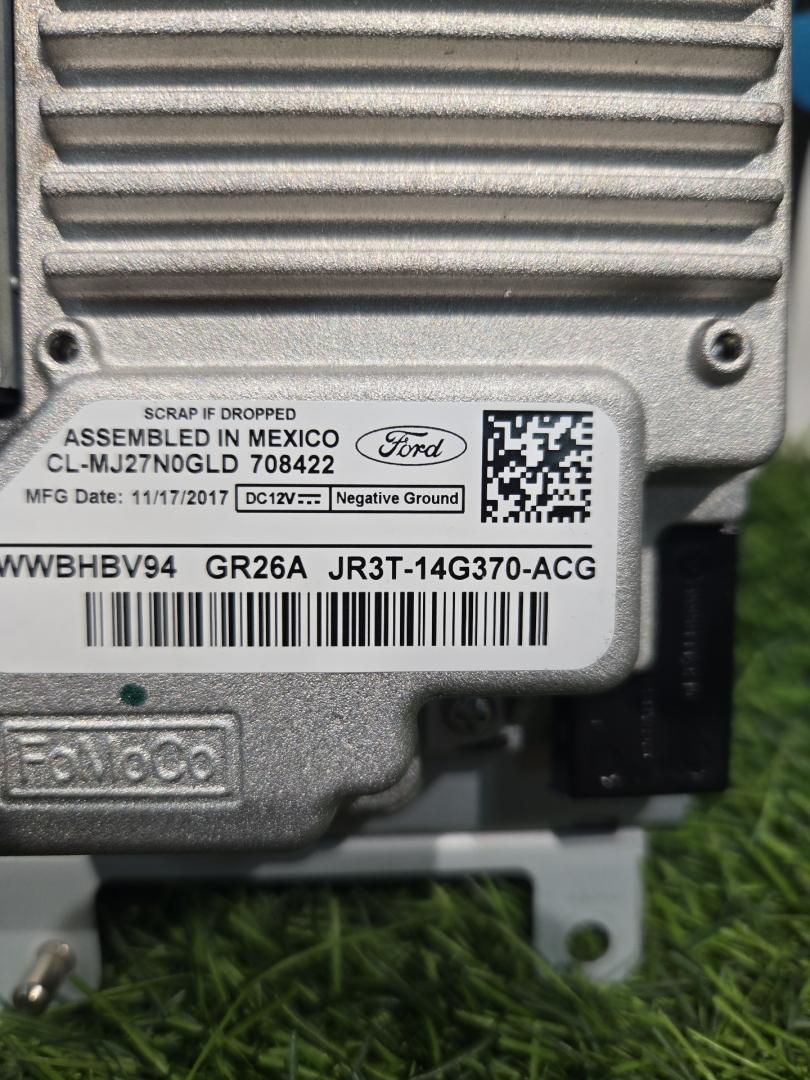 SCRAP IF DROPPED
ASSEMBLED IN MEXICO
Ford
CL-MJ27N0GLD 708422
MFG Date: 11/17/2017 DC12V Negative Ground
WWBHBV94 GR26A JR3T-14G370-ACG
FoMoCo